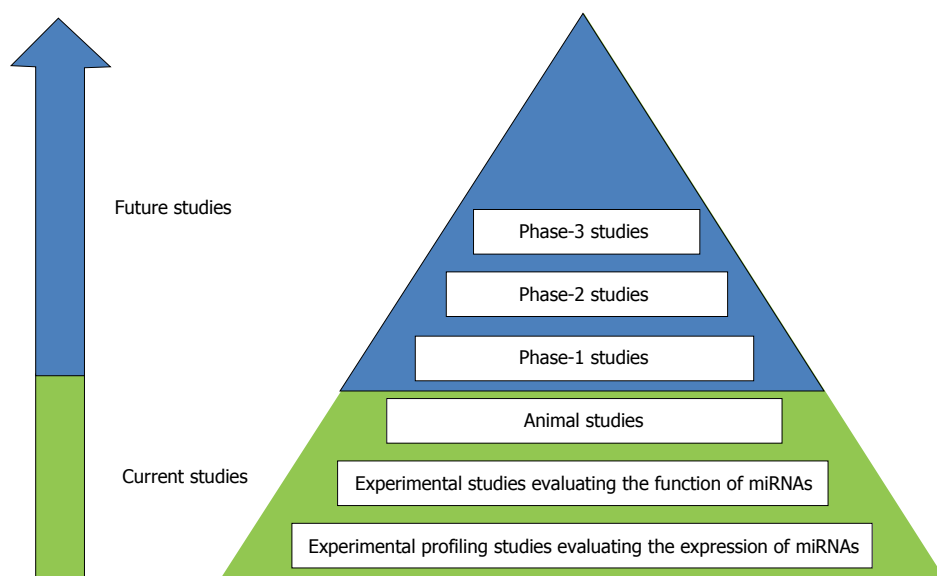 Future studies
Phase-3 studies
Phase-2 studies
Phase-1 studies
Animal studies
Current studies
Experimental studies evaluating the function of miRNAs
Experimental profiling studies evaluating the expression of miRNAs